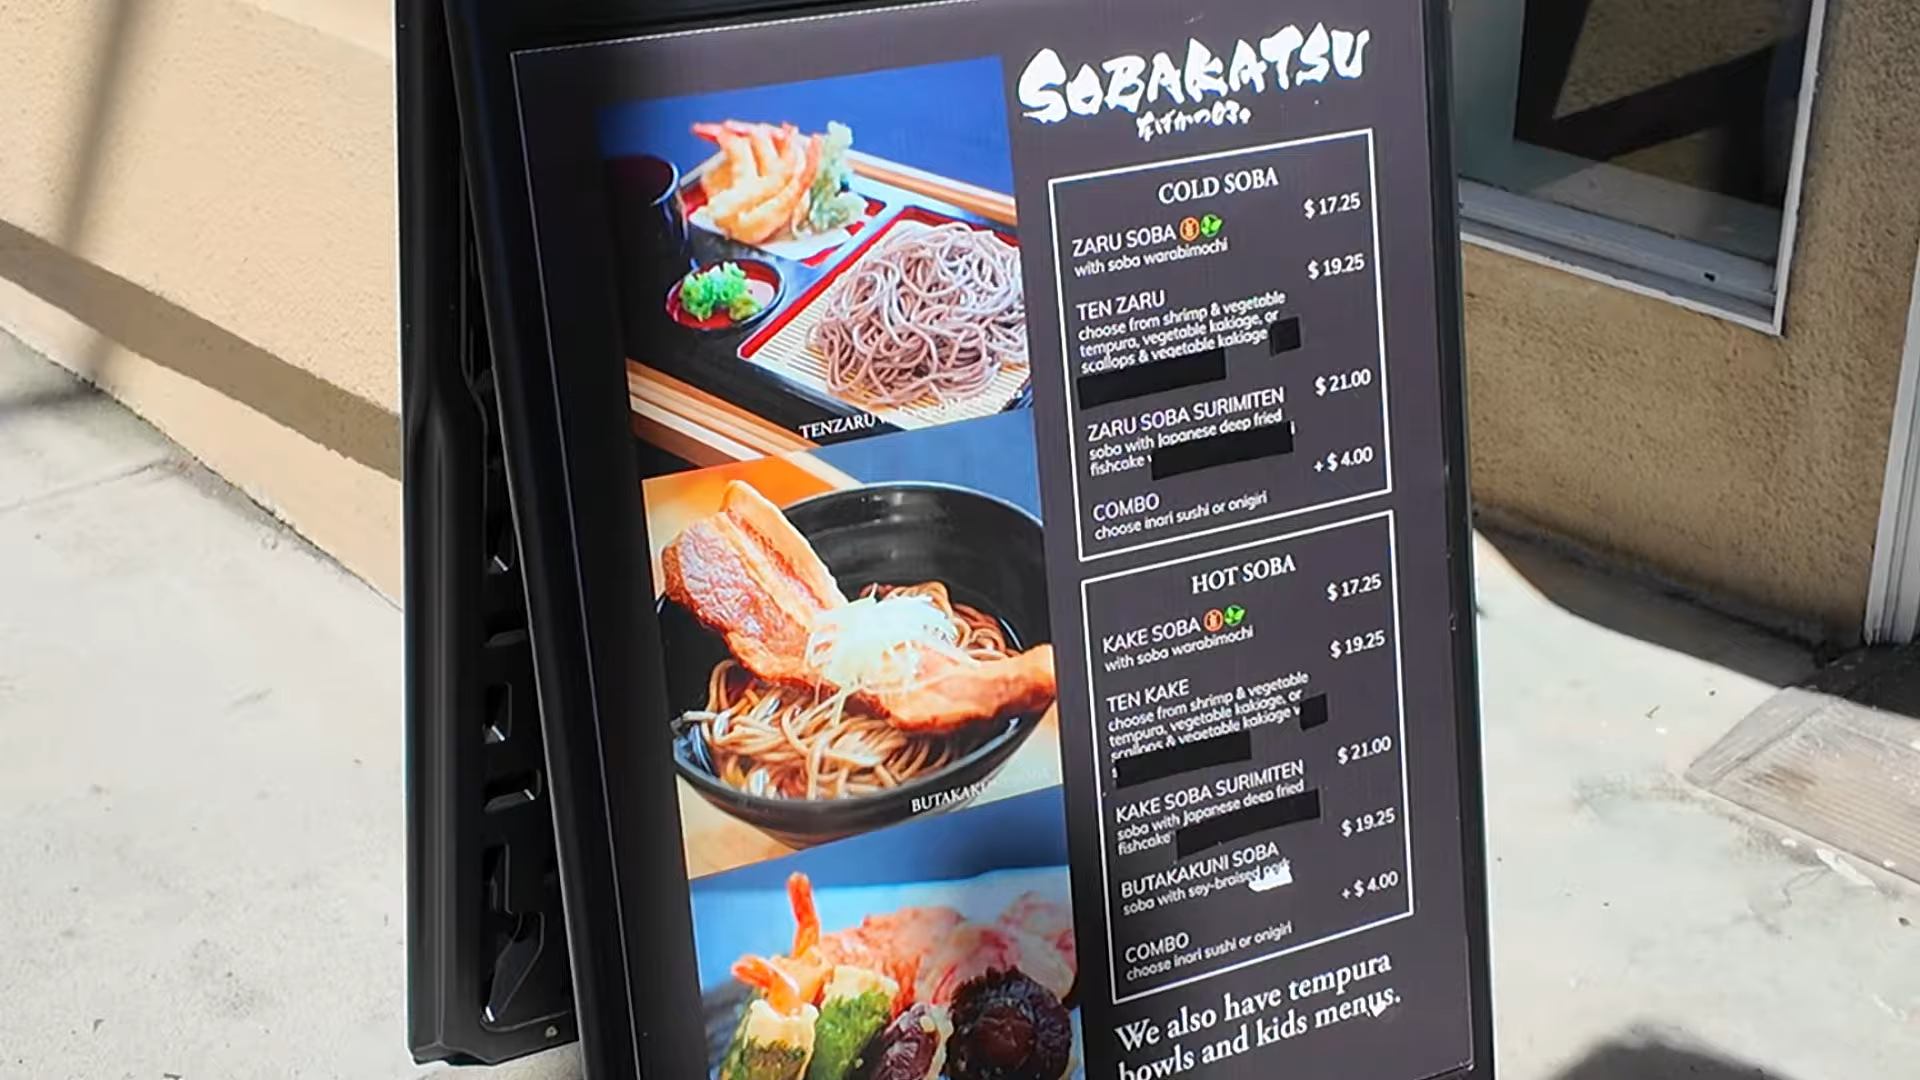 SOBAKATSU
COLD SOBA
ZARU SOBA $ 17.25
with soba warabimochi
TEN ZARU $ 19.25
choose from shrimp & vegetable
tempura, vegetable kakiage, or
scallops & vegetable kakiage
ZARU SOBA SURIMITEN $ 21.00
soba with Japanese deep fried
fishcake
COMBO + $ 4.00
choose inari sushi or onigiri
HOT SOBA
KAKE SOBA $ 17.25
with soba warabimochi
TEN KAKE $ 19.25
choose from shrimp & vegetable
tempura, vegetable kakiage, or
scallops & vegetable kakiage
KAKE SOBA SURIMITEN $ 21.00
soba with Japanese deep fried
fishcake
BUTAKAKUNI SOBA $ 19.25
soba with soy-braised pork
COMBO + $ 4.00
choose inari sushi or onigiri
We also have tempura
bowls and kids menus.
TENZARU